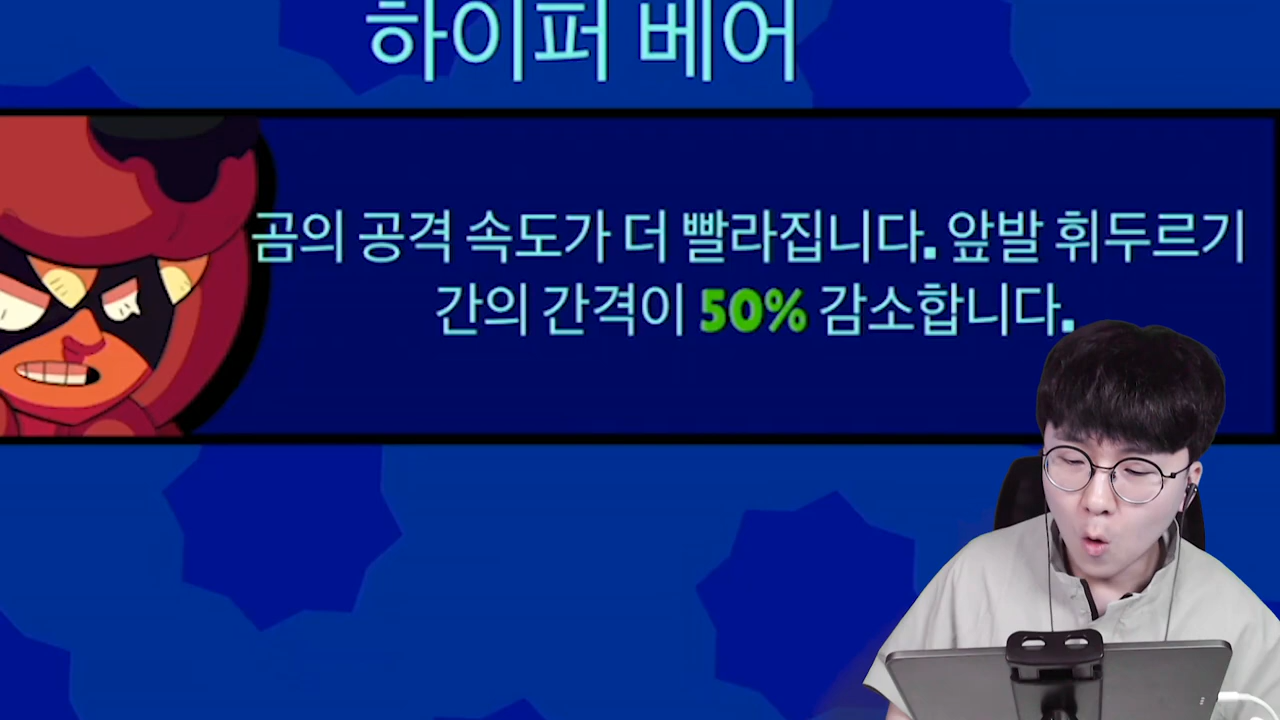 하이퍼 베어
곰의 공격 속도가 더 빨라집니다. 앞발 휘두르기
간의 간격이 50% 감소합니다.